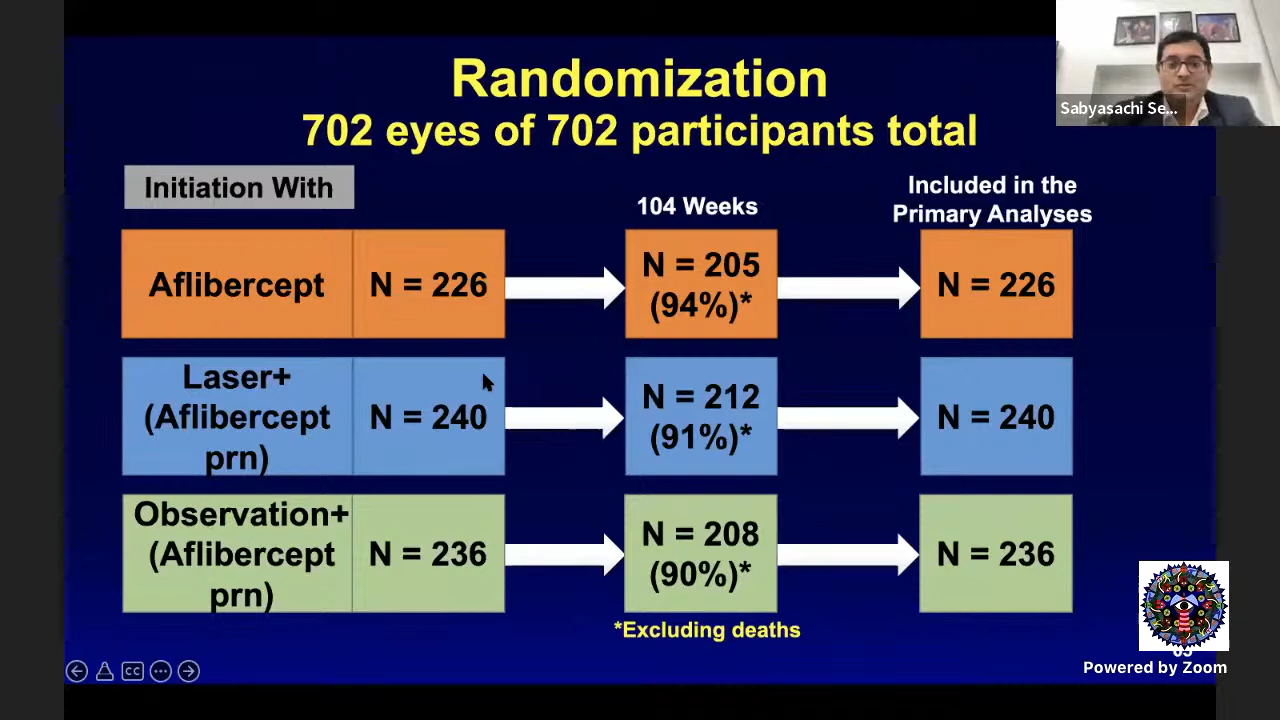 Randomization
702 eyes of 702 participants total
Sabyasachi Se...
Initiation With
104 Weeks
Included in the
Primary Analyses
Aflibercept
N = 226
N = 205
(94%)*
N = 226
Laser+
(Aflibercept
prn)
N = 240
N = 212
(91%)*
N = 240
Observation+
(Aflibercept
prn)
N = 236
N = 208
(90%)*
N = 236
*Excluding deaths
CC
Powered by Zoom